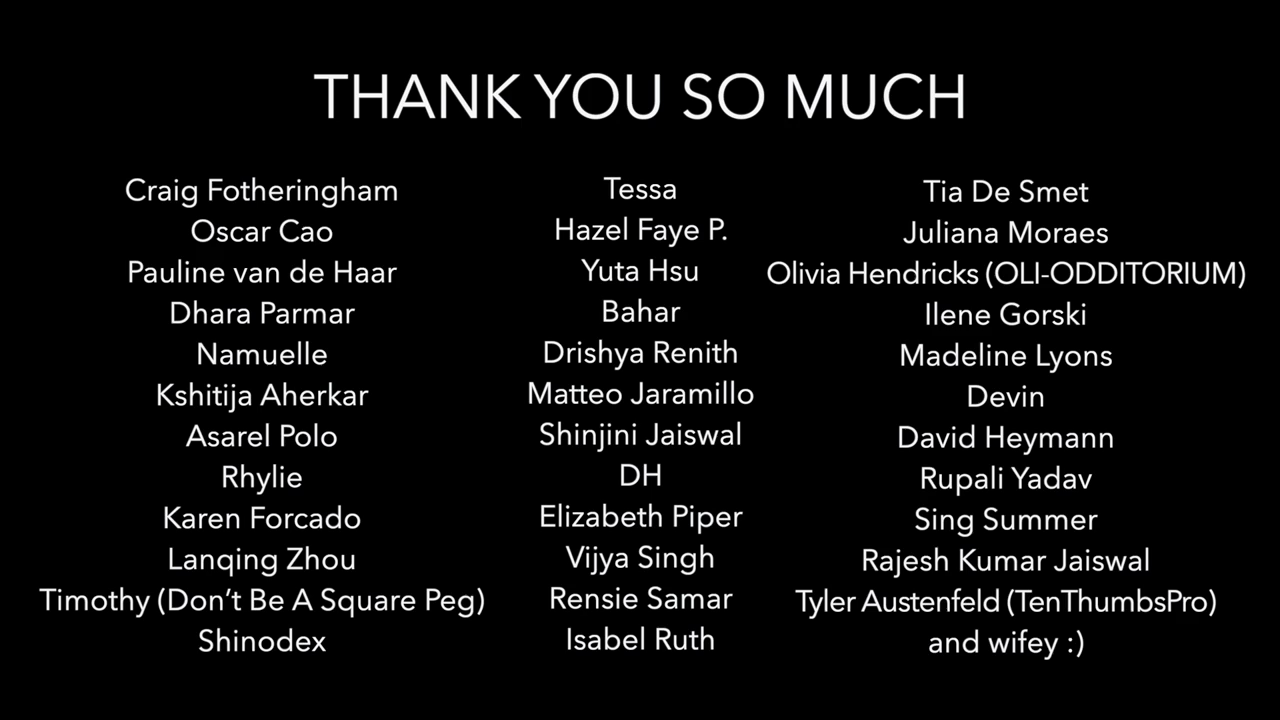 THANK YOU SO MUCH
Craig Fotheringham
Oscar Cao
Pauline van de Haar
Dhara Parmar
Namuelle
Kshitija Aherkar
Asarel Polo
Rhylie
Karen Forcado
Lanqing Zhou
Timothy (Don’t Be A Square Peg)
Shinodex
Tessa
Hazel Faye P.
Yuta Hsu
Bahar
Drishya Renith
Matteo Jaramillo
Shinjini Jaiswal
DH
Elizabeth Piper
Vijya Singh
Rensie Samar
Isabel Ruth
Tia De Smet
Juliana Moraes
Olivia Hendricks (OLI-ODDITORIUM)
Ilene Gorski
Madeline Lyons
Devin
David Heymann
Rupali Yadav
Sing Summer
Rajesh Kumar Jaiswal
Tyler Austenfeld (TenThumbsPro)
and wifey :)